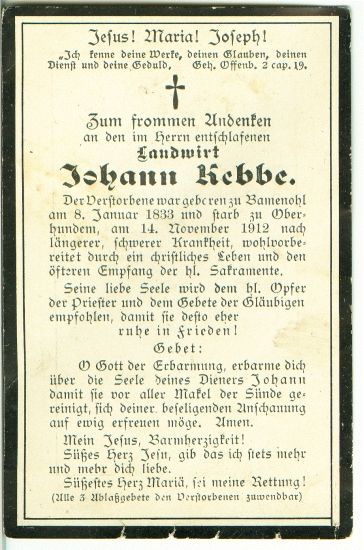 Jesus! Maria! Joseph!
„Ich kenne deine Werke, deinen Glauben, deinen
Dienst und deine Geduld. Geh. Offenb. 2 cap. 19.
Zum frommen Andenken
an den im Herrn entschlafenen
Landwirt
Johann Kebbe.
Der Verstorbene war geboren zu Bamenohl
am 8. Januar 1833 und starb zu Ober-
hundem, am 14. November 1912 nach
längerer, schwerer Krankheit, wohlvorbe-
reitet durch ein christliches Leben und den
öfteren Empfang der hl. Sakramente.
Seine liebe Seele wird dem hl. Opfer
der Priester und dem Gebete der Gläubigen
empfohlen, damit sie desto eher
ruhe in Frieden!
Gebet:
O Gott der Erbarmung, erbarme dich
über die Seele deines Dieners Johann
damit sie vor aller Makel der Sünde ge-
reinigt, sich deiner beseligenden Anschauung
auf ewig erfreuen möge. Amen.
Mein Jesus, Barmherzigkeit!
Süßes Herz Jesu, gib das ich stets mehr
und mehr dich liebe.
Süßestes Herz Mariä, sei meine Rettung!
(Alle 3 Ablaßgebete den Verstorbenen zuwendbar)